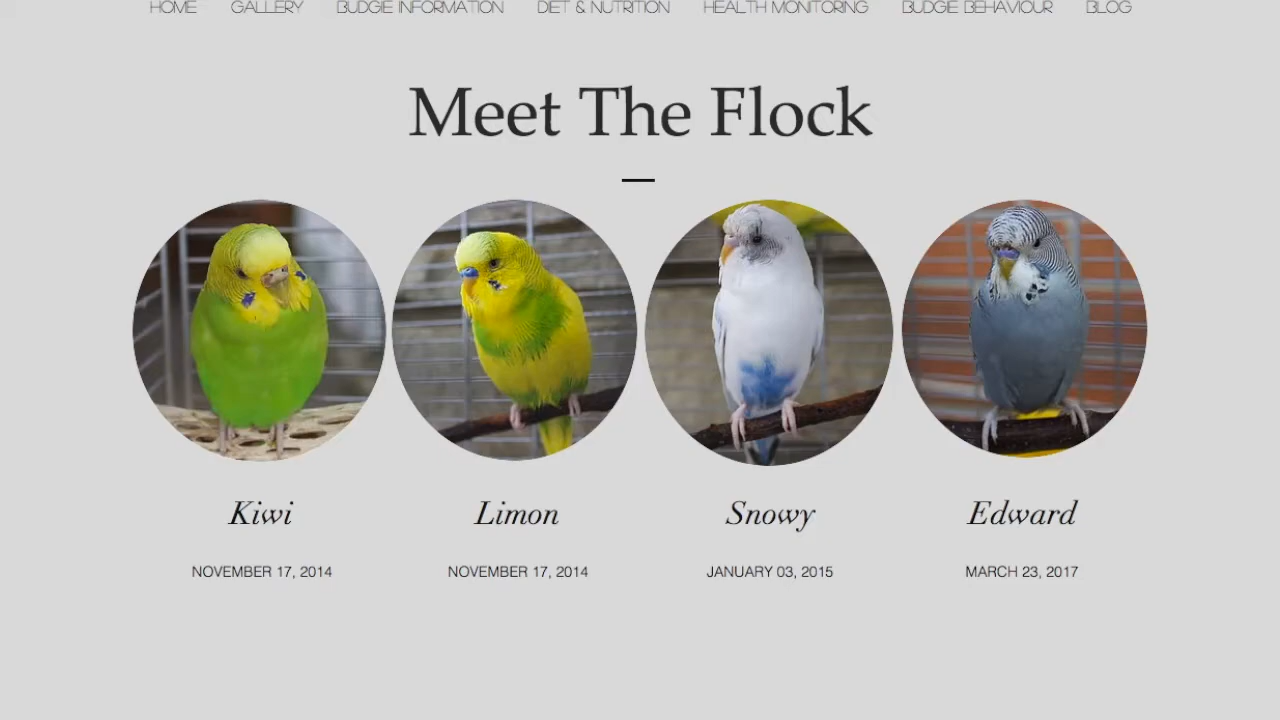 HOME GALLERY BUDGIE INFORMATION DIET & NUTRITION HEALTH MONITORING BUDGIE BEHAVIOUR BLOG
Meet The Flock
Kiwi Limon Snowy Edward
NOVEMBER 17, 2014 NOVEMBER 17, 2014 JANUARY 03, 2015 MARCH 23, 2017